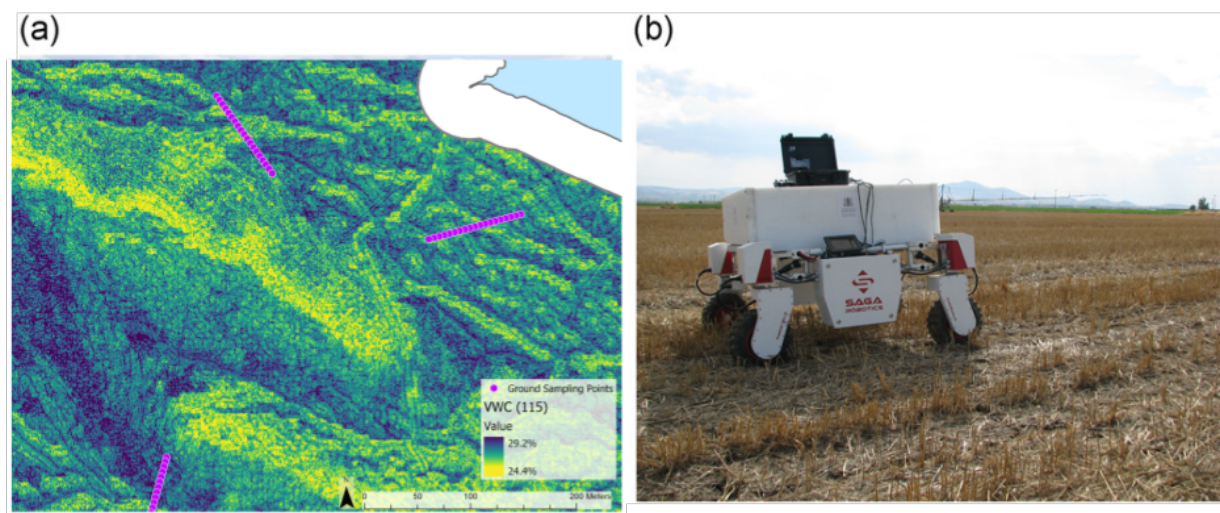 (a)
(b)
Ground Sampling Points
VWC (115)
Value
29.2%
24.4%
0 50 100 200 Meters
SAGA
ROBOTICS